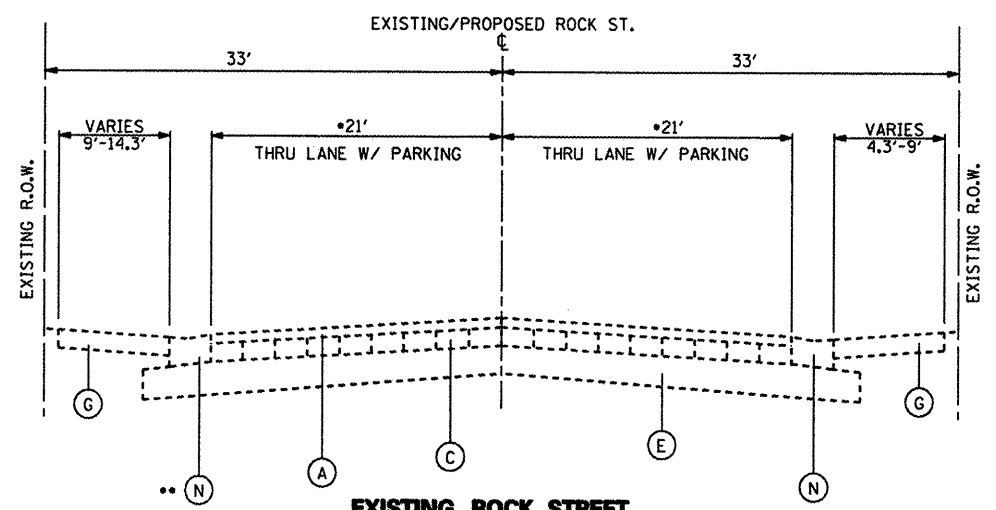 EXISTING/PROPOSED ROCK ST.
℄
33'
33'
VARIES
9'-14.3'
*21'
THRU LANE W/ PARKING
*21'
THRU LANE W/ PARKING
VARIES
4.3'-9'
EXISTING R.O.W.
EXISTING R.O.W.
G
G
A
C
E
** N
N
EXISTING ROCK STREET